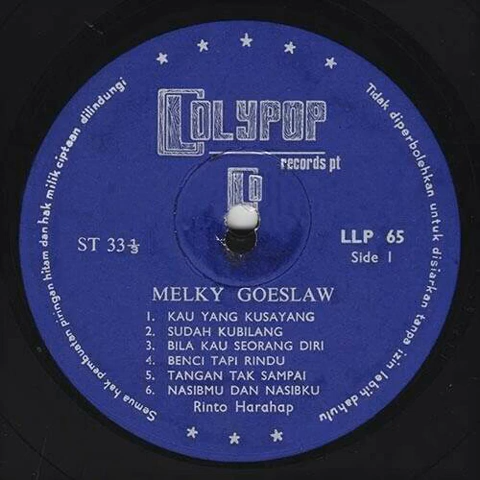 COLYPOP
records pt
ST 33⅓
LLP 65
Side 1
MELKY GOESLAW
1. KAU YANG KUSAYANG
2. SUDAH KUBILANG
3. BILA KAU SEORANG DIRI
4. BENCI TAPI RINDU
5. TANGAN TAK SAMPAI
6. NASIBMU DAN NASIBKU
Rinto Harahap
Semua hak pembuatan piringan hitam dan hak milik ciptaan dilindungi
Tidak diperbolehkan untuk disiarkan tanpa izin lebih dahulu